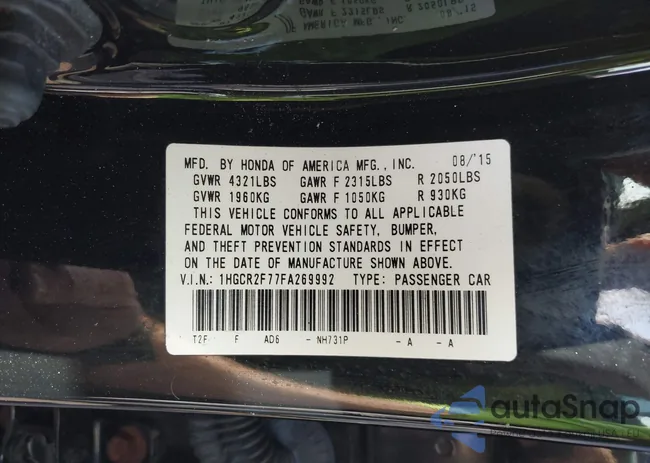 MFD. BY HONDA OF AMERICA MFG., INC. 08/'15
GVWR 4321LBS GAWR F 2315LBS R 2050LBS
GVWR 1960KG GAWR F 1050KG R 930KG
THIS VEHICLE CONFORMS TO ALL APPLICABLE
FEDERAL MOTOR VEHICLE SAFETY, BUMPER,
AND THEFT PREVENTION STANDARDS IN EFFECT
ON THE DATE OF MANUFACTURE SHOWN ABOVE.
V.I.N.: 1HGCR2F77FA269992 TYPE: PASSENGER CAR
T2F F AD6 - NH731P - A - A
autoSnap